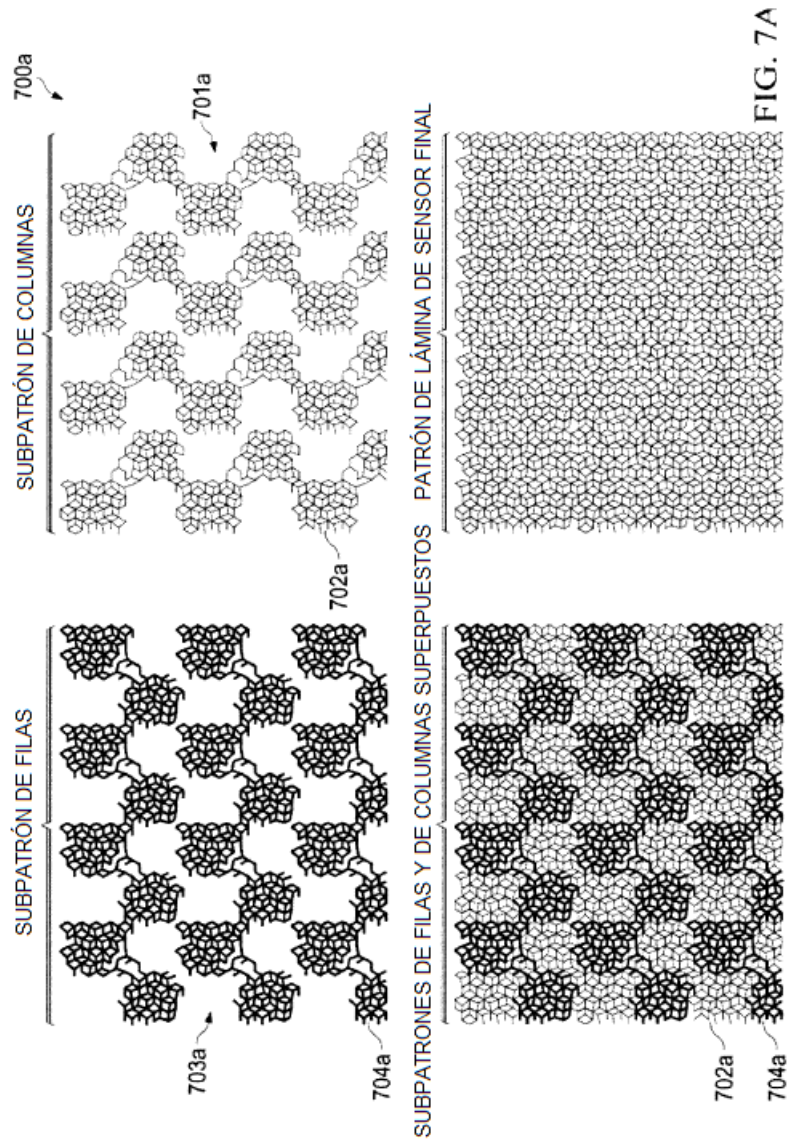 700a
SUBPATRÓN DE FILAS
SUBPATRÓN DE COLUMNAS
701a
703a
704a
702a
SUBPATRONES DE FILAS Y DE COLUMNAS SUPERPUESTOS
PATRÓN DE LÁMINA DE SENSOR FINAL
702a
704a
FIG. 7A